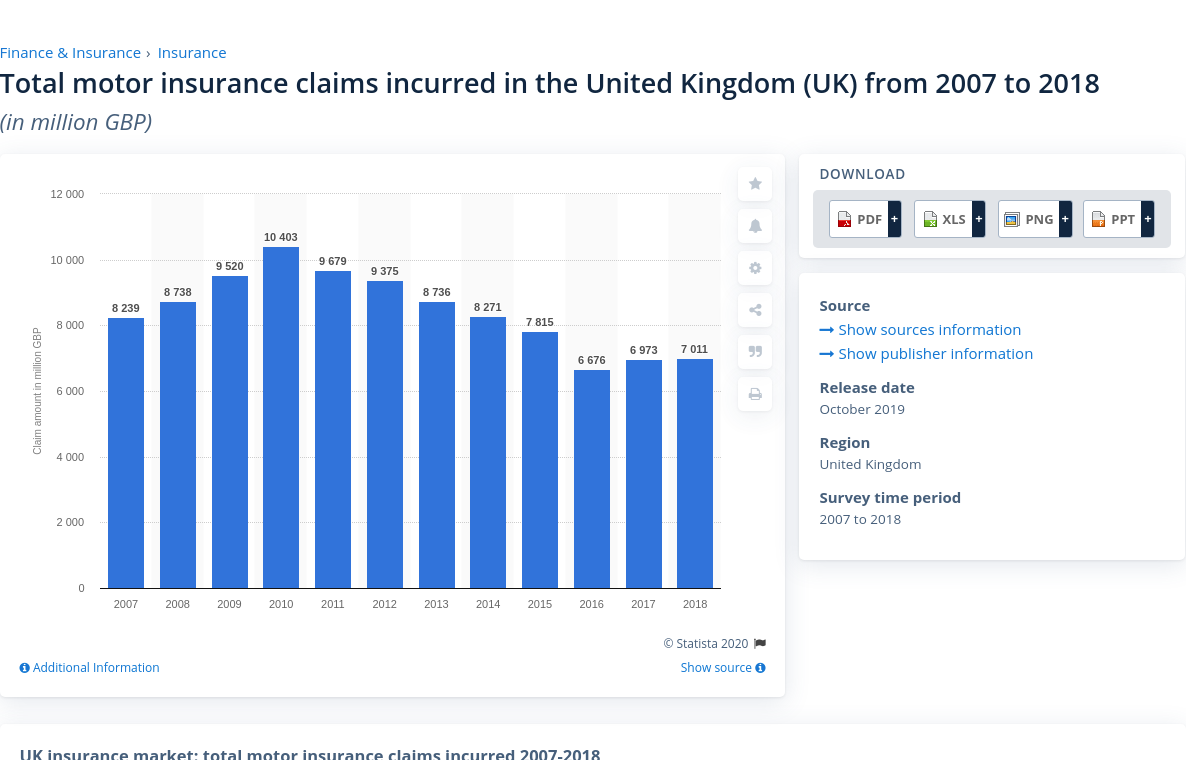 Finance & Insurance › Insurance
Total motor insurance claims incurred in the United Kingdom (UK) from 2007 to 2018
(in million GBP)
12 000
10 000
8 000
6 000
4 000
2 000
0
Claim amount in million GBP
8 239
8 738
9 520
10 403
9 679
9 375
8 736
8 271
7 815
6 676
6 973
7 011
2007 2008 2009 2010 2011 2012 2013 2014 2015 2016 2017 2018
© Statista 2020
Additional Information
Show source
DOWNLOAD
PDF + XLS + PNG + PPT +
Source
Show sources information
Show publisher information
Release date
October 2019
Region
United Kingdom
Survey time period
2007 to 2018
UK insurance market: total motor insurance claims incurred 2007-2018